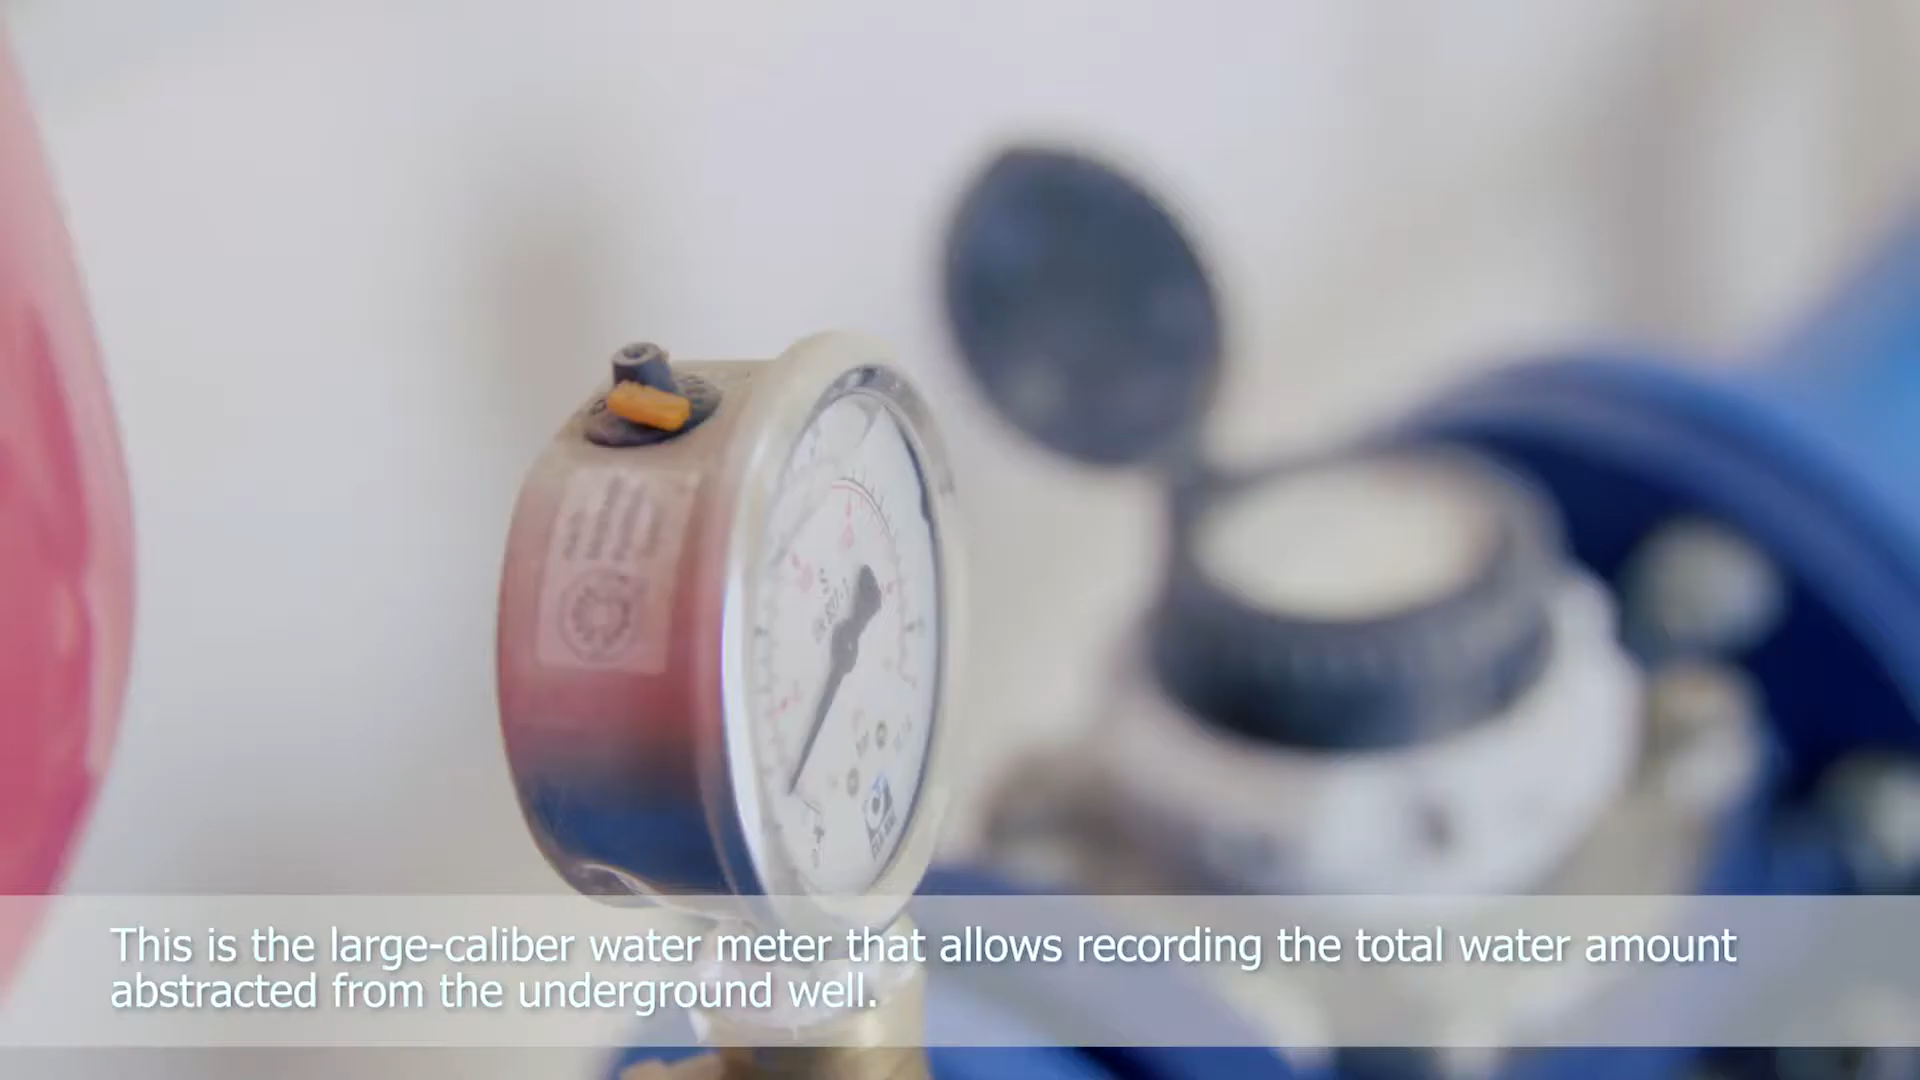 This is the large-caliber water meter that allows recording the total water amount
abstracted from the underground well.